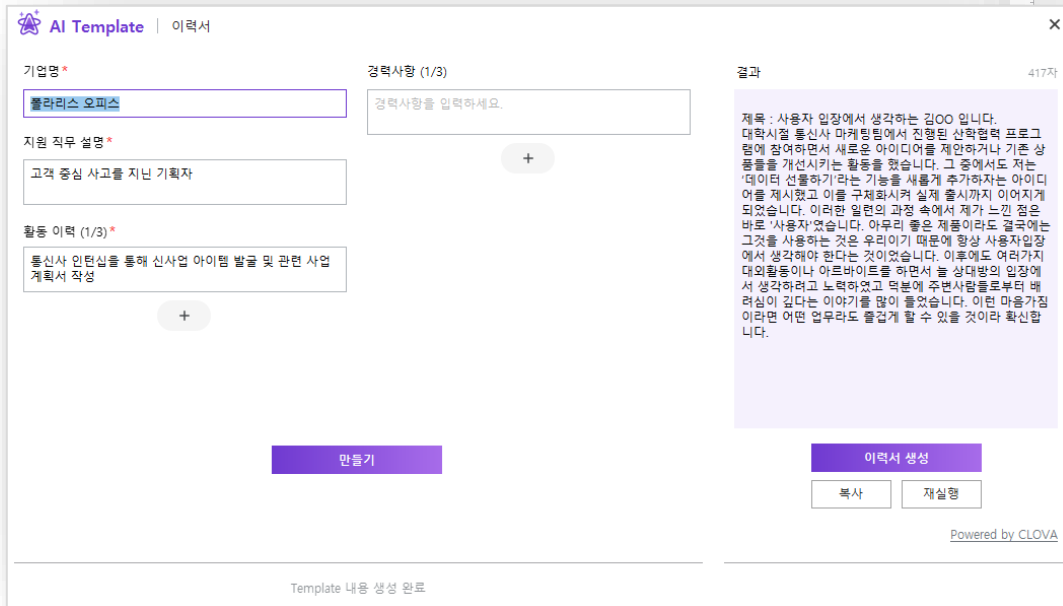 AI Template | 이력서
×
기업명*
폴라리스 오피스
지원 직무 설명*
고객 중심 사고를 지닌 기획자
활동 이력 (1/3)*
통신사 인턴십을 통해 신사업 아이템 발굴 및 관련 사업
계획서 작성
+
경력사항 (1/3)
경력사항을 입력하세요.
+
만들기
Template 내용 생성 완료
결과
417자
제목 : 사용자 입장에서 생각하는 김OO 입니다.
대학시절 통신사 마케팅팀에서 진행된 산학협력 프로그
램에 참여하면서 새로운 아이디어를 제안하거나 기존 상
품들을 개선시키는 활동을 했습니다. 그 중에서도 저는
'데이터 선물하기'라는 기능을 새롭게 추가하자는 아이디
어를 제시했고 이를 구체화시켜 실제 출시까지 이어지게
되었습니다. 이러한 일련의 과정 속에서 제가 느낀 점은
바로 '사용자'였습니다. 아무리 좋은 제품이라도 결국에는
그것을 사용하는 것은 우리이기 때문에 항상 사용자입장
에서 생각해야 한다는 것이었습니다. 이후에도 여러가지
대외활동이나 아르바이트를 하면서 늘 상대방의 입장에
서 생각하려고 노력하였고 덕분에 주변사람들로부터 배
려심이 깊다는 이야기를 많이 들었습니다. 이런 마음가짐
이라면 어떤 업무라도 즐겁게 할 수 있을 것이라 확신합
니다.
이력서 생성
복사
재실행
Powered by CLOVA